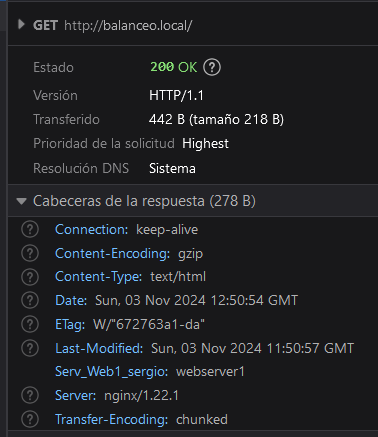 GET http://balanceo.local/
Estado 200 OK ?
Versión HTTP/1.1
Transferido 442 B (tamaño 218 B)
Prioridad de la solicitud Highest
Resolución DNS Sistema
Cabeceras de la respuesta (278 B)
? Connection: keep-alive
? Content-Encoding: gzip
? Content-Type: text/html
? Date: Sun, 03 Nov 2024 12:50:54 GMT
? ETag: W/"672763a1-da"
? Last-Modified: Sun, 03 Nov 2024 11:50:57 GMT
Serv_Web1_sergio: webserver1
? Server: nginx/1.22.1
? Transfer-Encoding: chunked